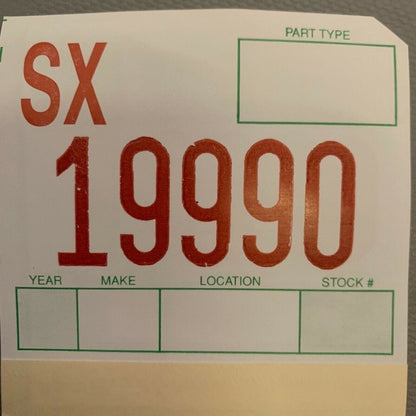 PART TYPE
SX
19990
YEAR MAKE LOCATION STOCK #